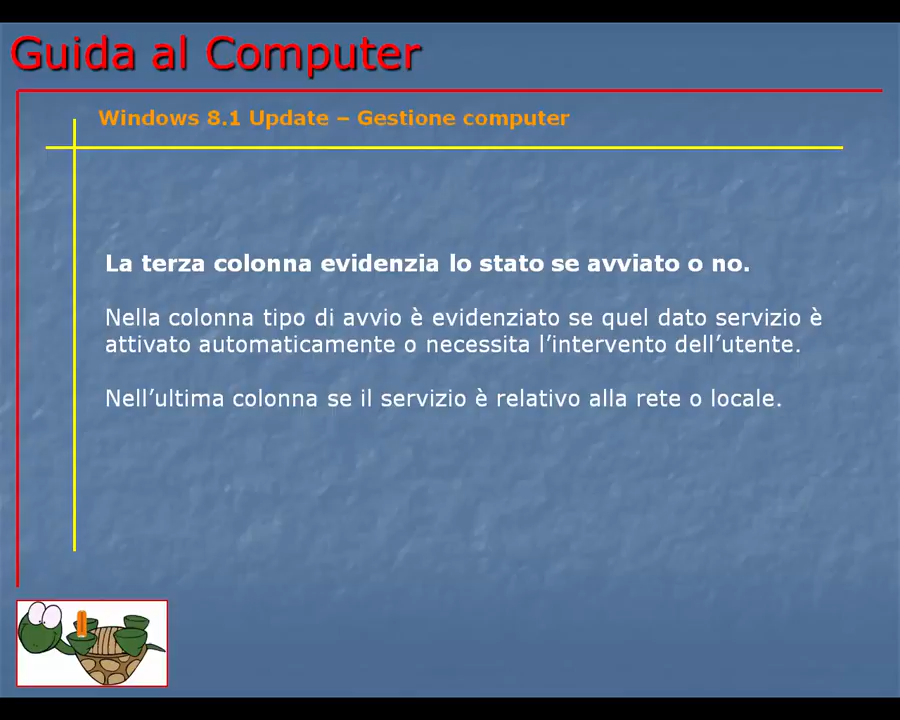 Guida al Computer
Windows 8.1 Update – Gestione computer
La terza colonna evidenzia lo stato se avviato o no.
Nella colonna tipo di avvio è evidenziato se quel dato servizio è
attivato automaticamente o necessita l’intervento dell’utente.
Nell’ultima colonna se il servizio è relativo alla rete o locale.